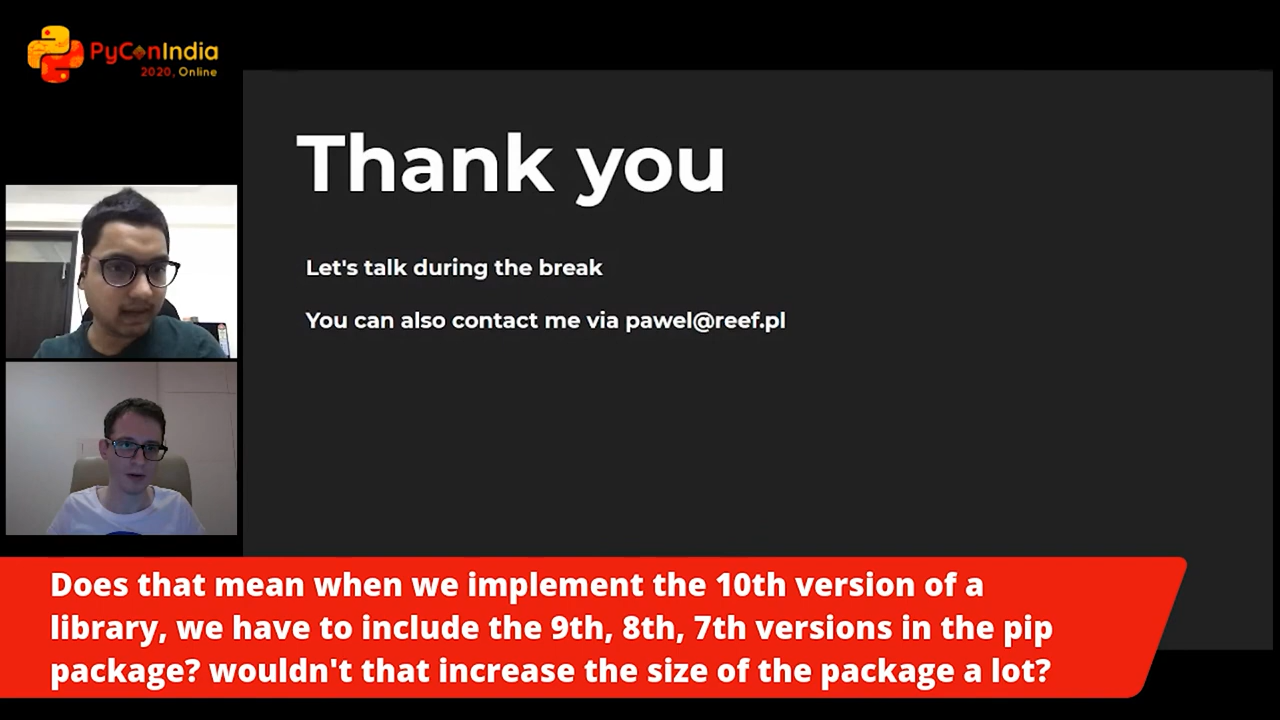 PyConIndia
2020, Online
Thank you
Let's talk during the break
You can also contact me via pawel@reef.pl
Does that mean when we implement the 10th version of a
library, we have to include the 9th, 8th, 7th versions in the pip
package? wouldn't that increase the size of the package a lot?